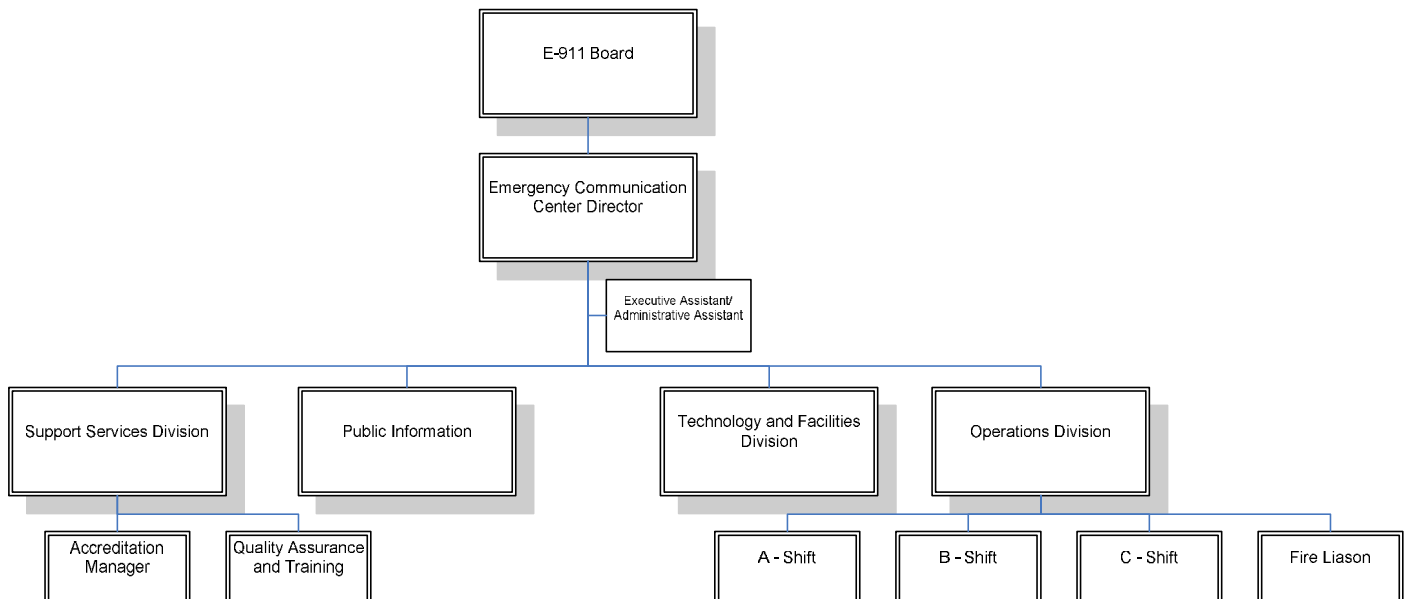 E-911 Board
Emergency Communication
Center Director
Executive Assistant/
Administrative Assistant
Support Services Division
Public Information
Technology and Facilities
Division
Operations Division
Accreditation
Manager
Quality Assurance
and Training
A - Shift
B - Shift
C - Shift
Fire Liason